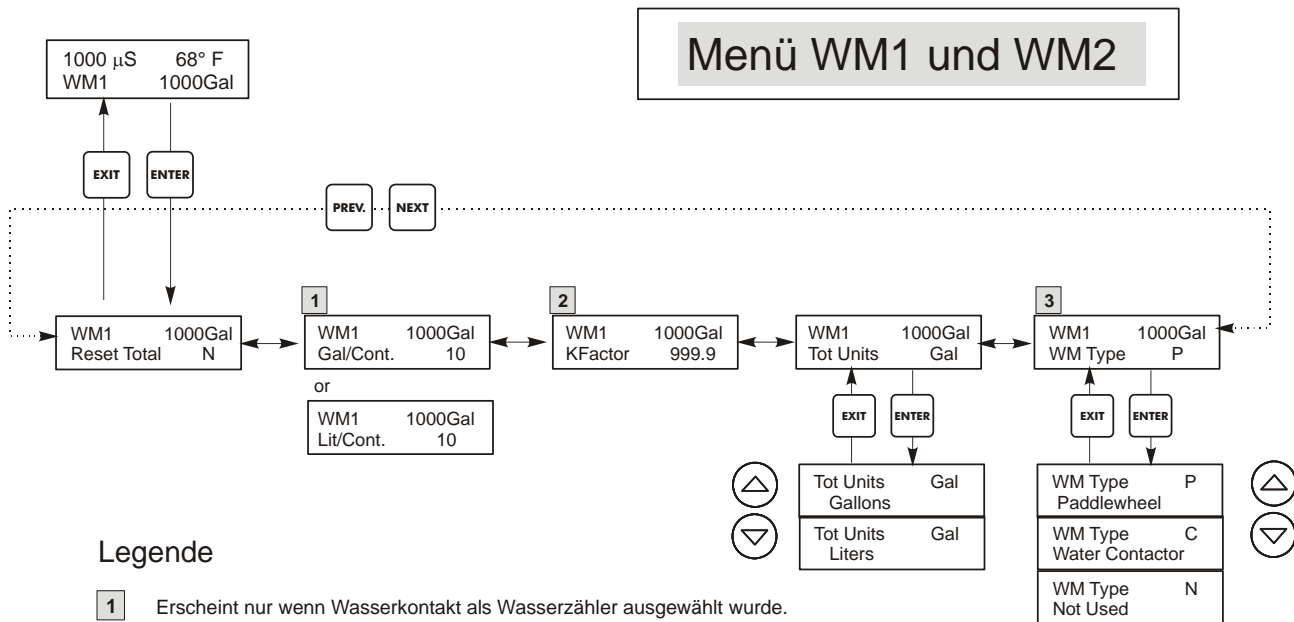 Menü WM1 und WM2
1000 µS 68° F
WM1 1000Gal
EXIT ENTER
PREV. NEXT
WM1 1000Gal
Reset Total N
1
WM1 1000Gal
Gal/Cont. 10
or
WM1 1000Gal
Lit/Cont. 10
2
WM1 1000Gal
KFactor 999.9
WM1 1000Gal
Tot Units Gal
EXIT ENTER
Tot Units Gal
Gallons
Tot Units Gal
Liters
3
WM1 1000Gal
WM Type P
EXIT ENTER
WM Type P
Paddlewheel
WM Type C
Water Contactor
WM Type N
Not Used
Legende
1 Erscheint nur wenn Wasserkontakt als Wasserzähler ausgewählt wurde.